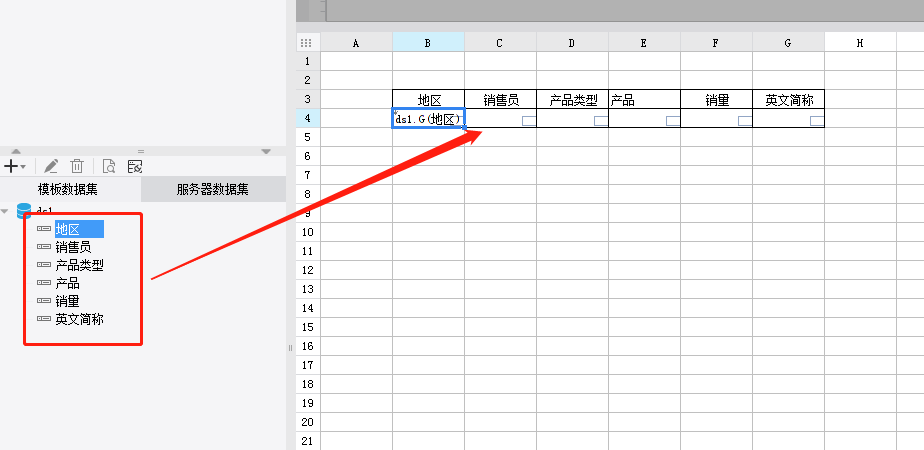 A B C D E F G H
1
2
3 地区 销售员 产品类型 产品 销量 英文简称
4 ds1.G(地区)
5
6
7
8
9
10
11
12
13
14
15
16
17
18
19
20
21
模板数据集 服务器数据集
ds1
地区
销售员
产品类型
产品
销量
英文简称